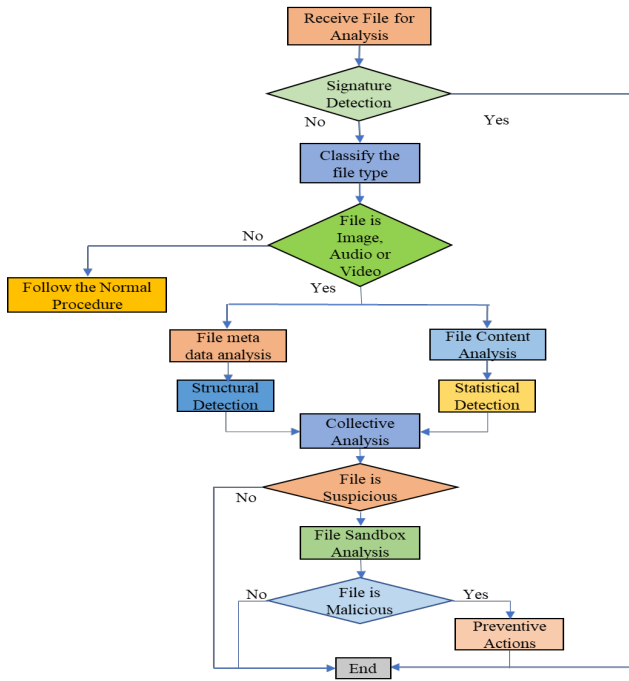 Receive File for
Analysis
Signature
Detection
No
Yes
Classify the
file type
File is
Image,
Audio or
Video
No
Follow the Normal
Procedure
Yes
File meta
data analysis
File Content
Analysis
Structural
Detection
Statistical
Detection
Collective
Analysis
File is
Suspicious
No
File Sandbox
Analysis
No
File is
Malicious
Yes
Preventive
Actions
End